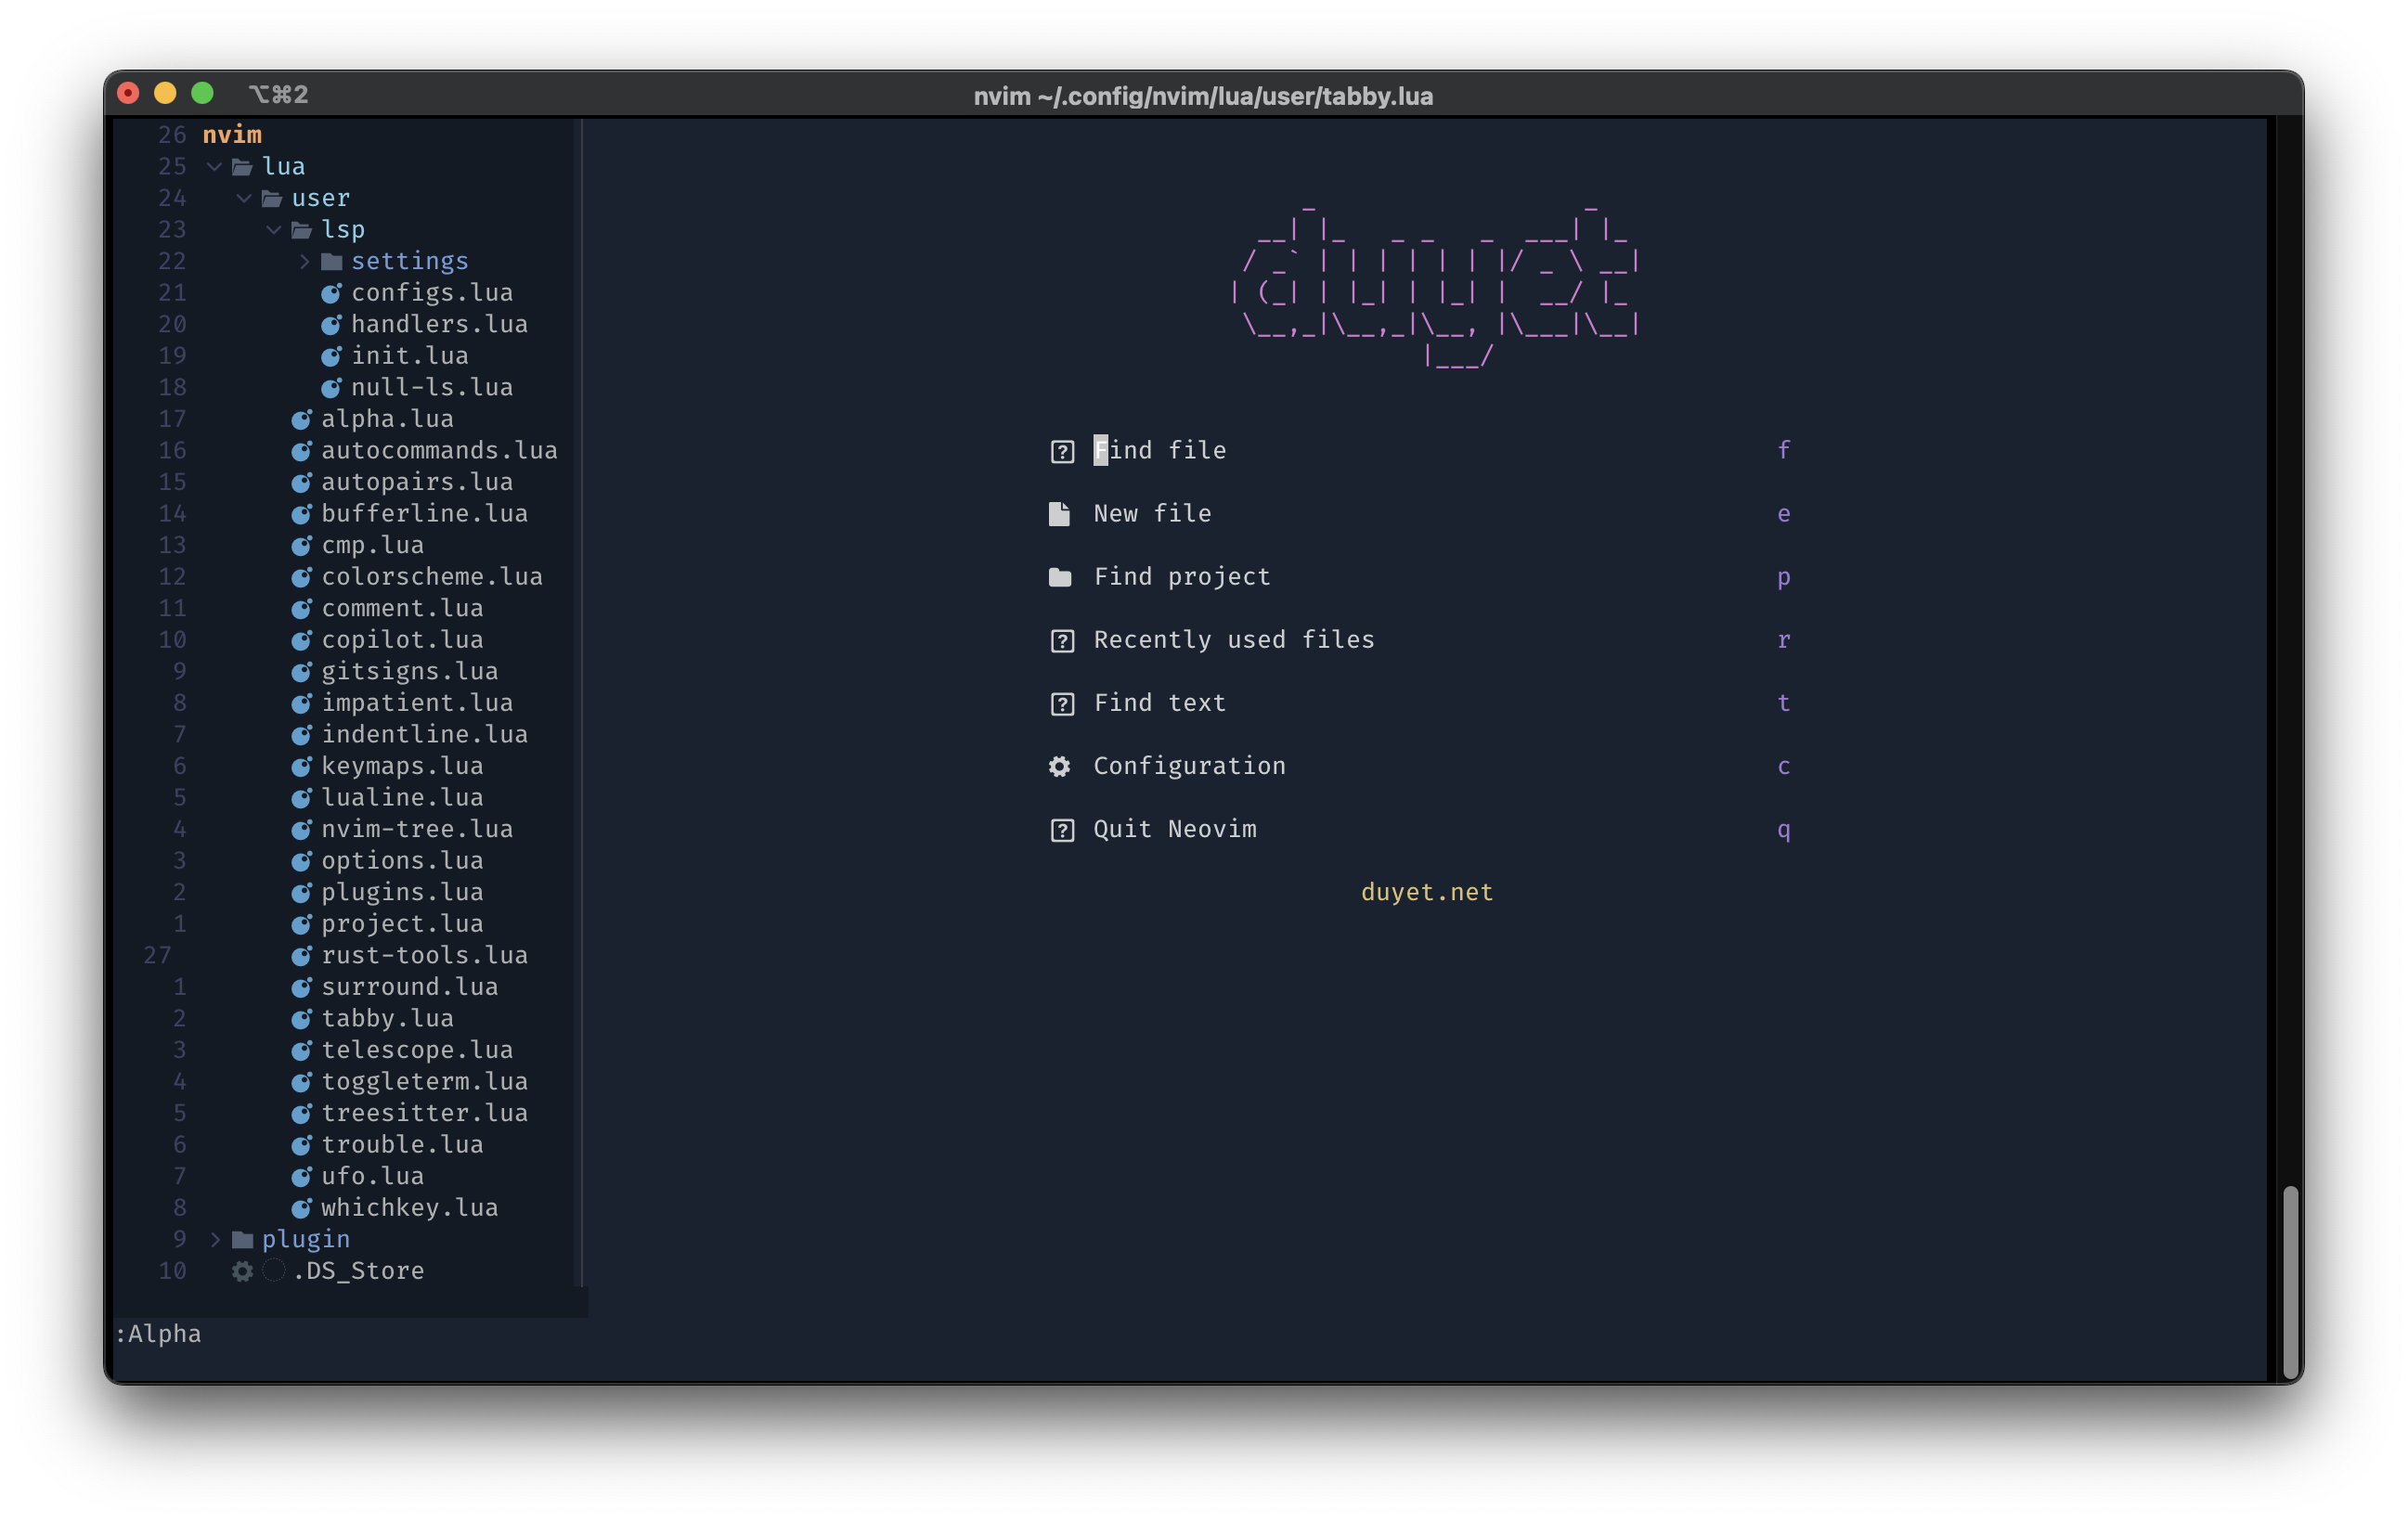 ⌥⌘2
nvim ~/.config/nvim/lua/user/tabby.lua
26 nvim
25 lua
24 user
23 lsp
22 settings
21 configs.lua
20 handlers.lua
19 init.lua
18 null-ls.lua
17 alpha.lua
16 autocommands.lua
15 autopairs.lua
14 bufferline.lua
13 cmp.lua
12 colorscheme.lua
11 comment.lua
10 copilot.lua
9 gitsigns.lua
8 impatient.lua
7 indentline.lua
6 keymaps.lua
5 lualine.lua
4 nvim-tree.lua
3 options.lua
2 plugins.lua
1 project.lua
27 rust-tools.lua
1 surround.lua
2 tabby.lua
3 telescope.lua
4 toggleterm.lua
5 treesitter.lua
6 trouble.lua
7 ufo.lua
8 whichkey.lua
9 plugin
10 .DS_Store
duyet
Find file f
New file e
Find project p
Recently used files r
Find text t
Configuration c
Quit Neovim q
duyet.net
:Alpha